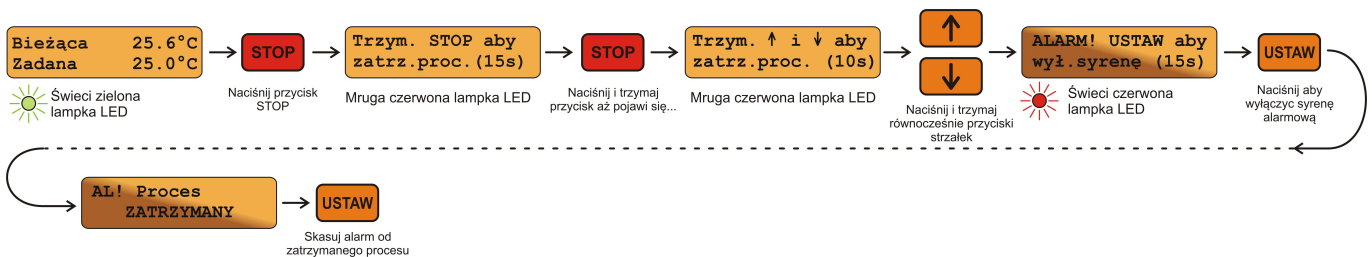 Bieżąca 25.6°C
Zadana 25.0°C
Świeci zielona
lampka LED
STOP
Naciśnij przycisk
STOP
Trzym. STOP aby
zatrz.proc.(15s)
Mruga czerwona lampka LED
STOP
Naciśnij i trzymaj
przycisk aż pojawi się...
Trzym. ↑ i ↓ aby
zatrz.proc. (10s)
Mruga czerwona lampka LED
↑
↓
Naciśnij i trzymaj
równocześnie przyciski
strzałek
ALARM! USTAW aby
wył.syrenę (15s)
Świeci czerwona
lampka LED
USTAW
Naciśnij aby
wyłączyc syrenę
alarmową
AL! Proces
ZATRZYMANY
USTAW
Skasuj alarm od
zatrzymanego procesu